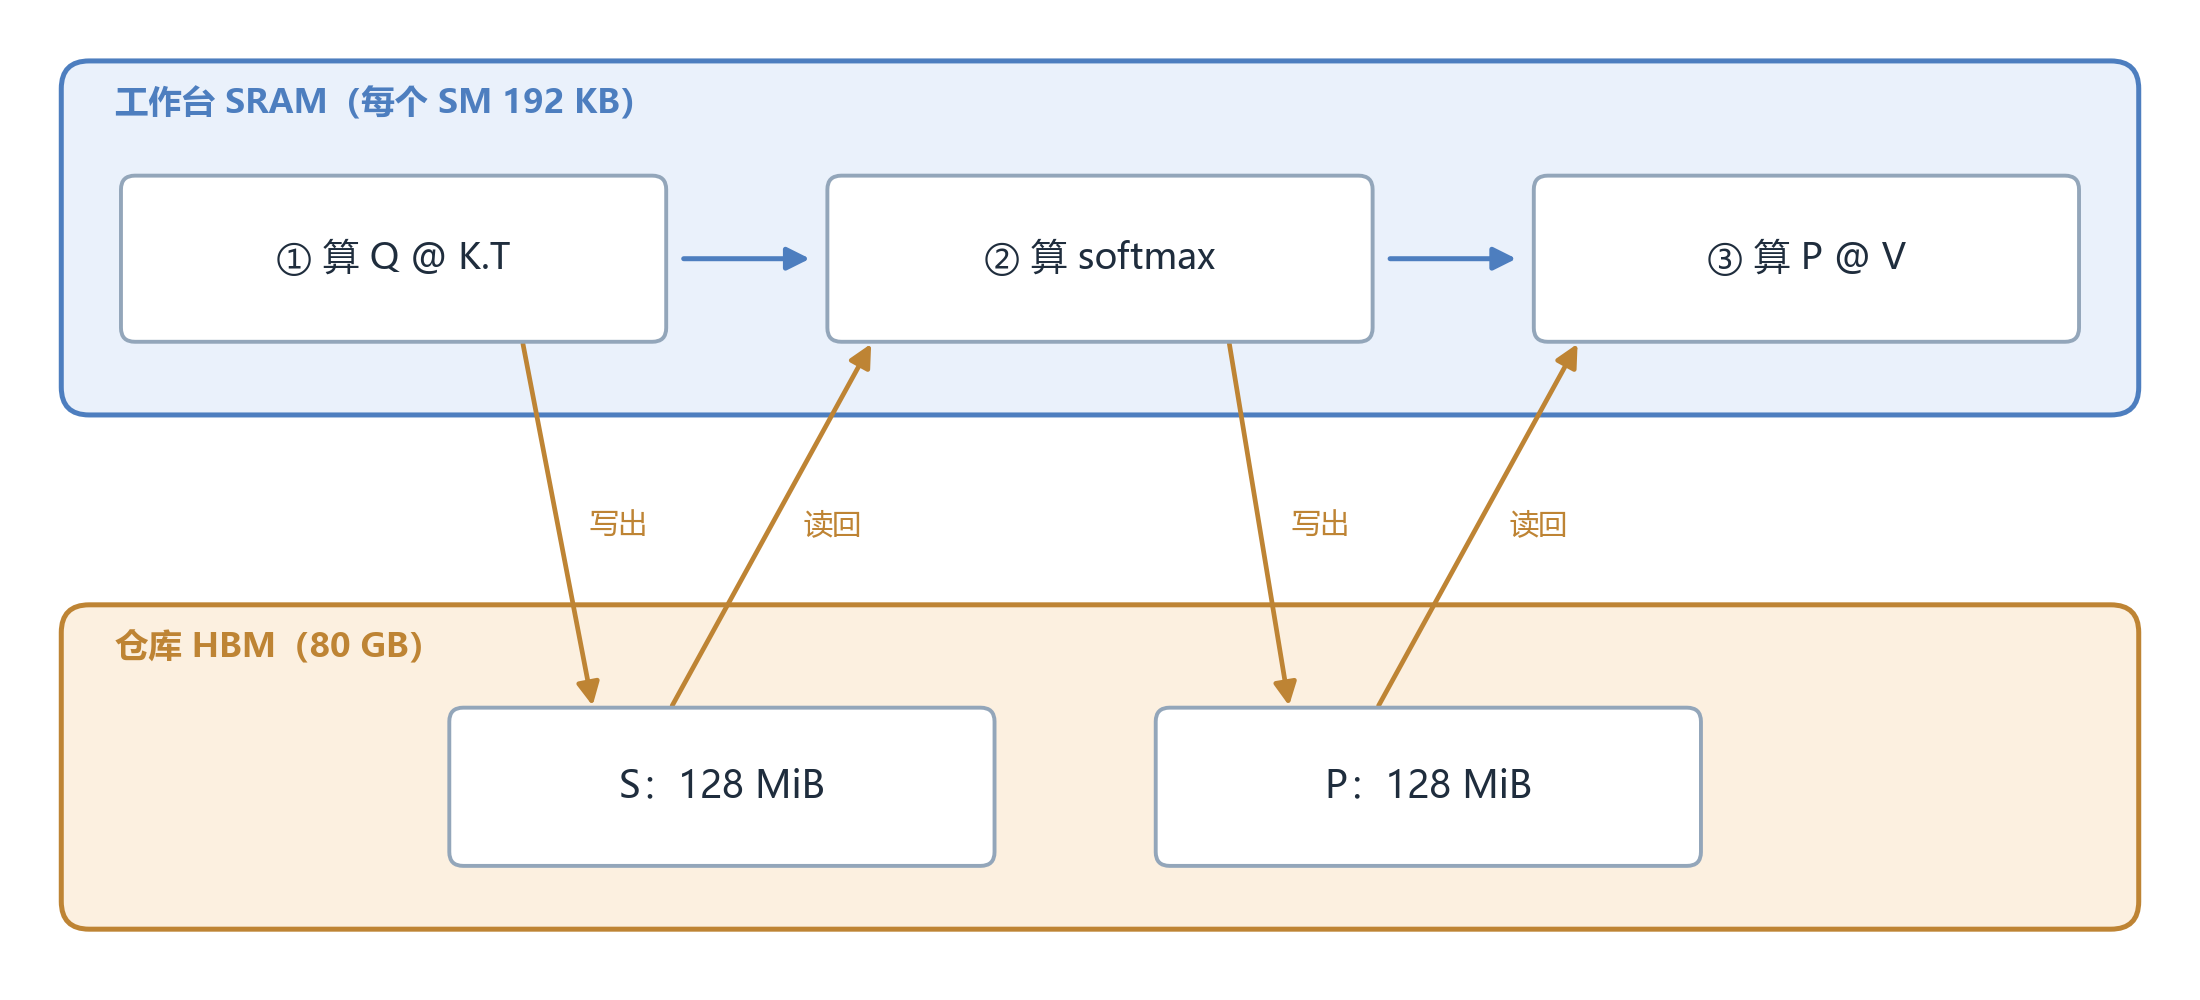 工作台 SRAM（每个 SM 192 KB）
① 算 Q @ K.T
② 算 softmax
③ 算 P @ V
写出
读回
写出
读回
仓库 HBM（80 GB）
S：128 MiB
P：128 MiB